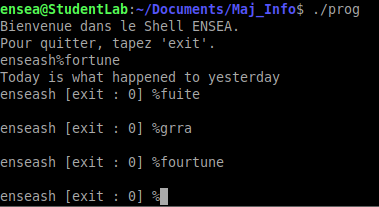 ensea@StudentLab:~/Documents/Maj_Info$ ./prog
Bienvenue dans le Shell ENSEA.
Pour quitter, tapez 'exit'.
enseash%fortune
Today is what happened to yesterday
enseash [exit : 0] %fuite
enseash [exit : 0] %grra
enseash [exit : 0] %fourtune
enseash [exit : 0] %